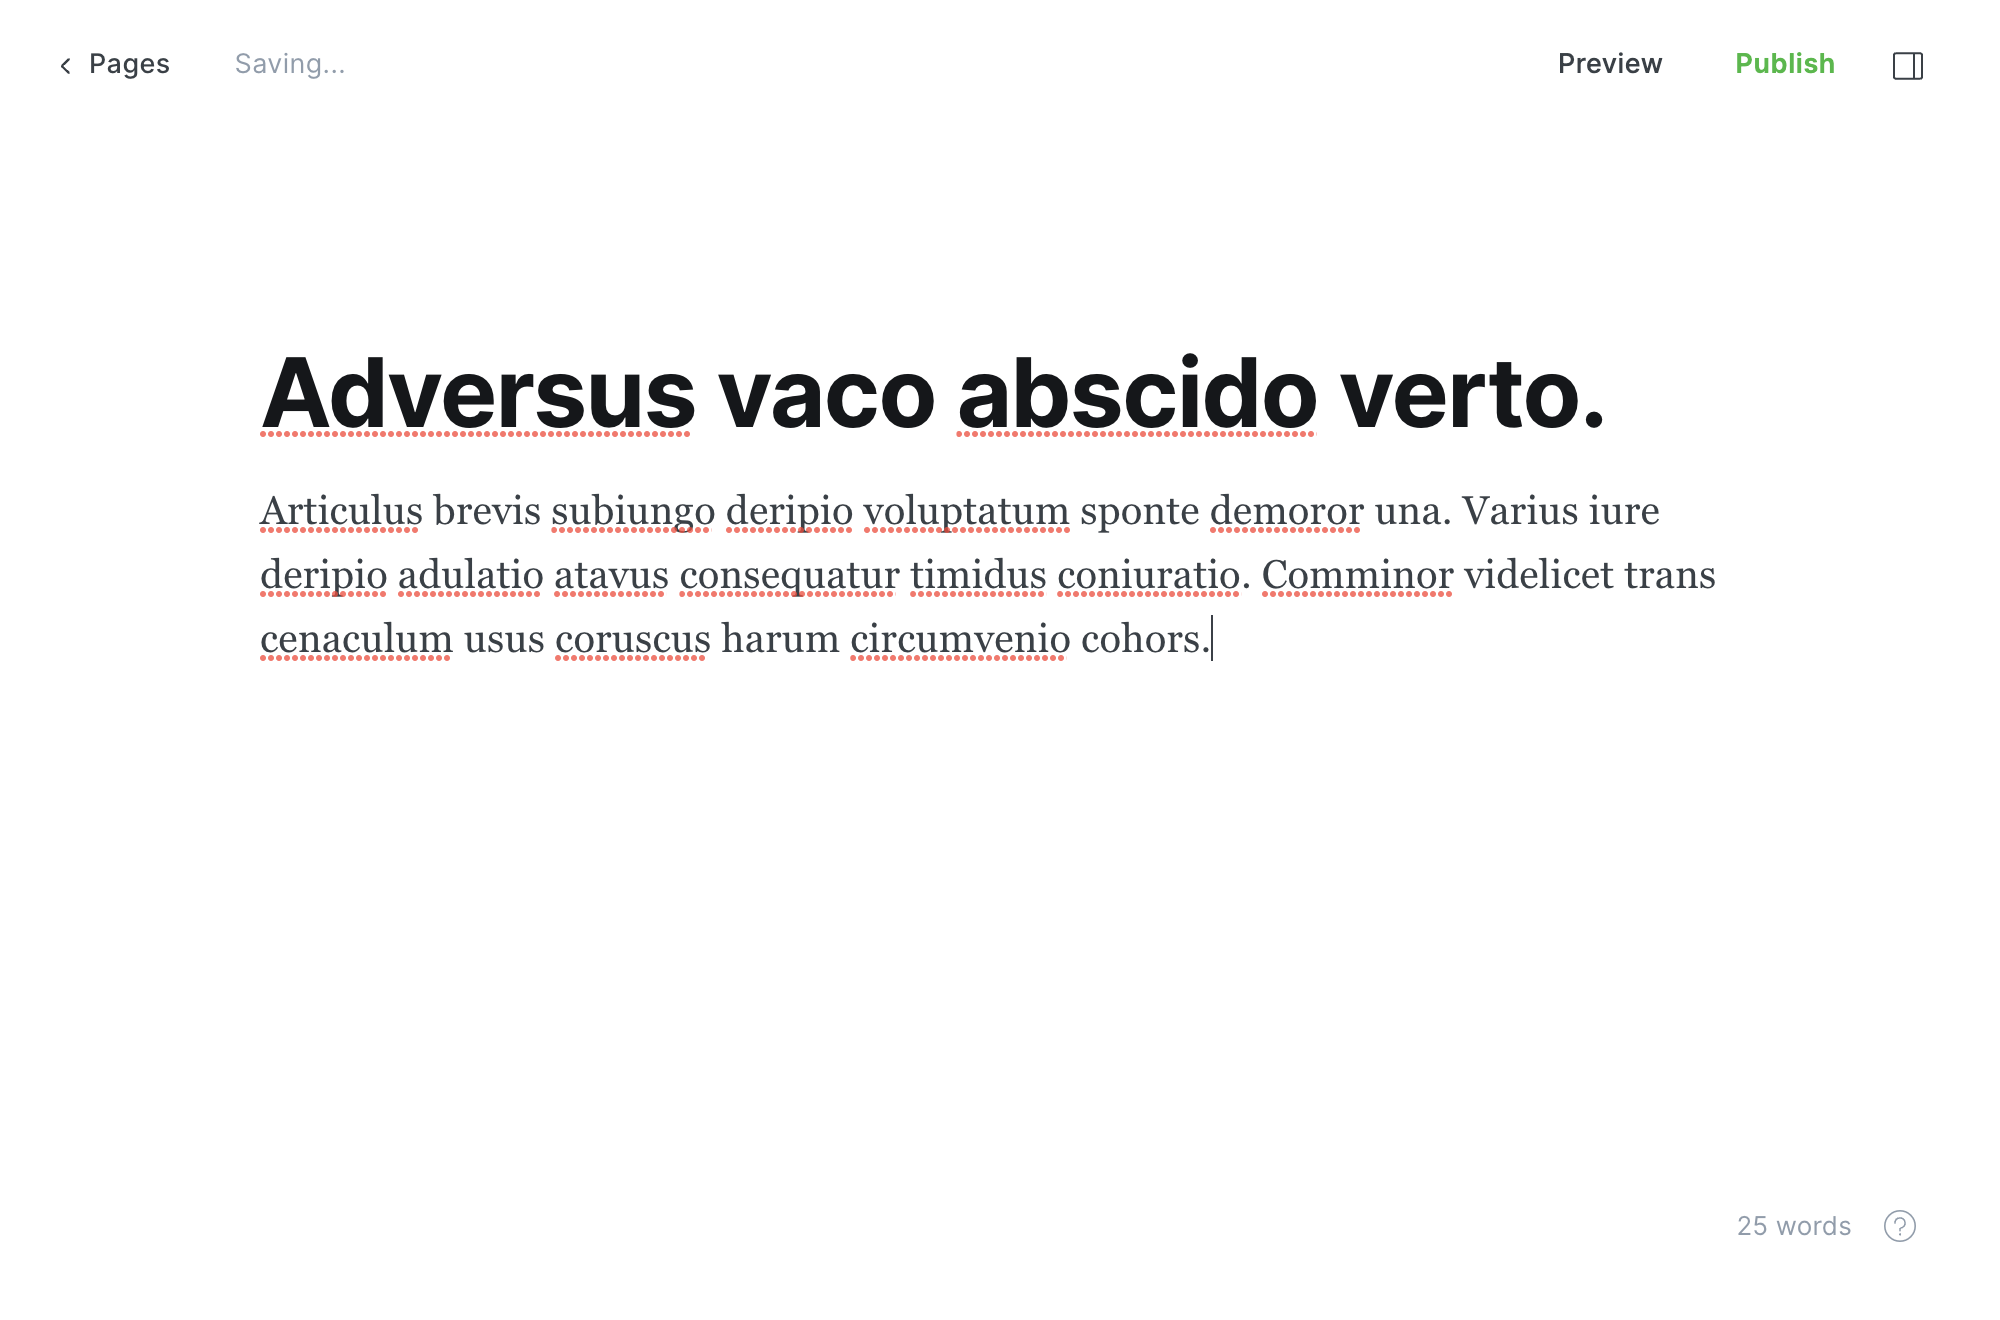 Pages Saving... Preview Publish
Adversus vaco abscido verto.
Articulus brevis subiungo deripio voluptatum sponte demoror una. Varius iure
deripio adulatio atavus consequatur timidus coniuratio. Comminor videlicet trans
cenaculum usus coruscus harum circumvenio cohors.
25 words ?